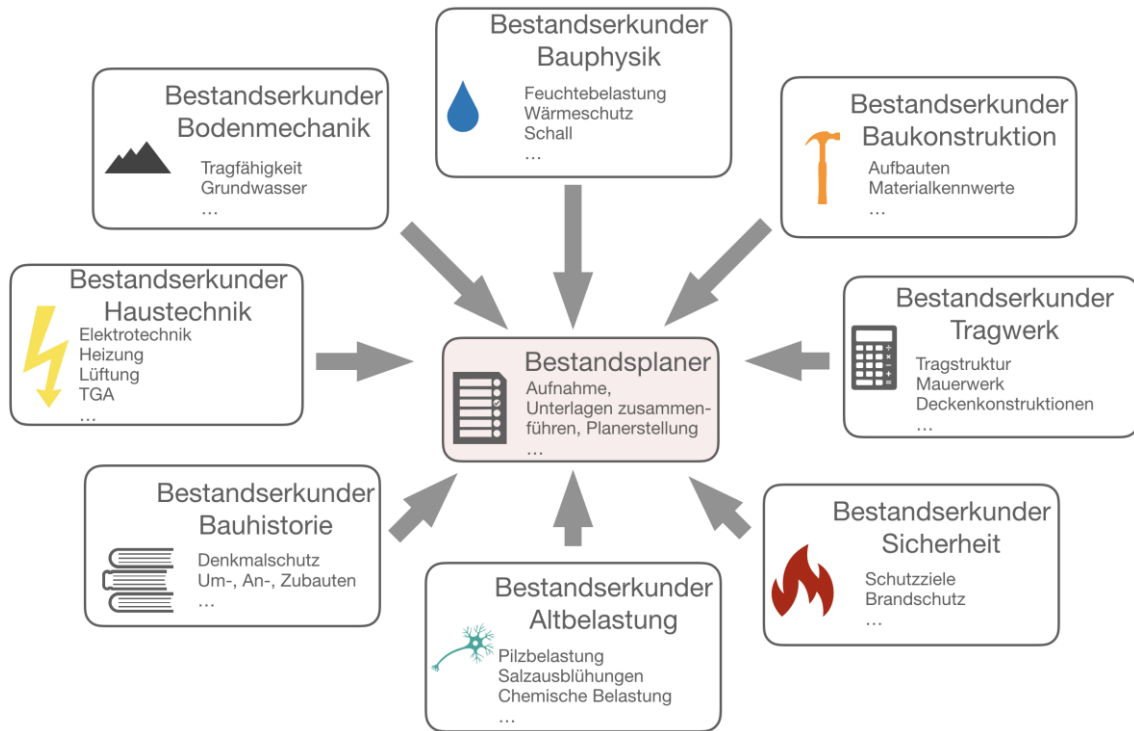 Bestandserkunder
Bauphysik
Feuchtebelastung
Wärmeschutz
Schall
…
Bestandserkunder
Bodenmechanik
Tragfähigkeit
Grundwasser
…
Bestandserkunder
Baukonstruktion
Aufbauten
Materialkennwerte
…
Bestandserkunder
Haustechnik
Elektrotechnik
Heizung
Lüftung
TGA
…
Bestandsplaner
Aufnahme,
Unterlagen zusammen-
führen, Planerstellung
…
Bestandserkunder
Tragwerk
Tragstruktur
Mauerwerk
Deckenkonstruktionen
…
Bestandserkunder
Bauhistorie
Denkmalschutz
Um-, An-, Zubauten
…
Bestandserkunder
Altbelastung
Pilzbelastung
Salzausblühungen
Chemische Belastung
…
Bestandserkunder
Sicherheit
Schutzziele
Brandschutz
…